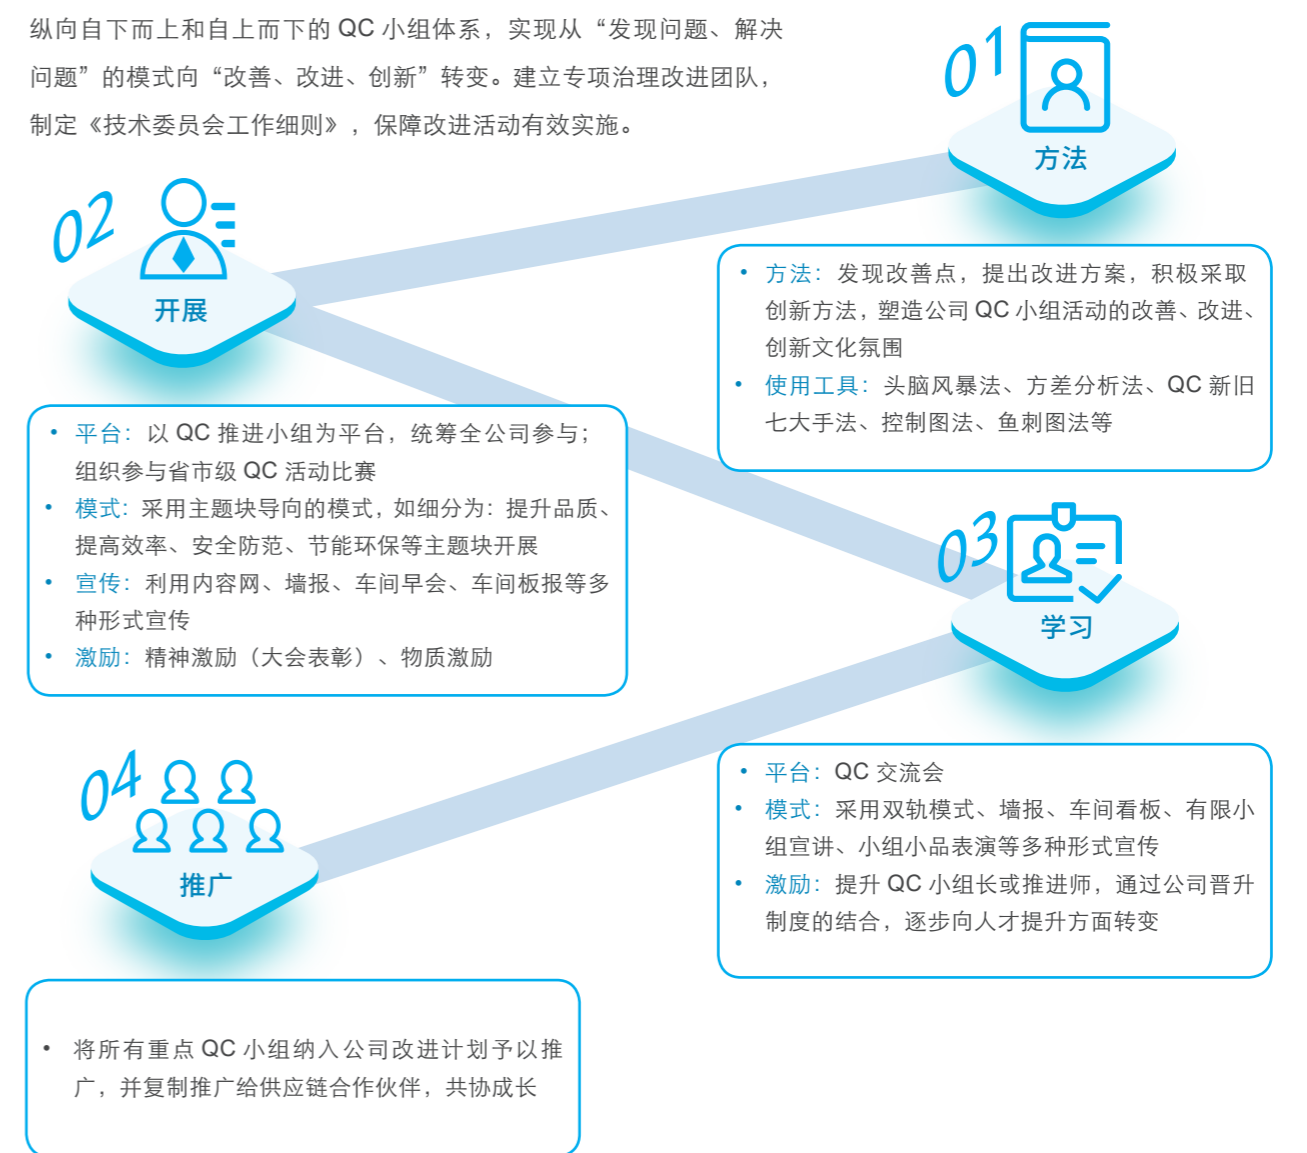 纵向自下而上和自上而下的 QC 小组体系，实现从“发现问题、解决
问题”的模式向“改善、改进、创新”转变。建立专项治理改进团队，
制定《技术委员会工作细则》，保障改进活动有效实施。
01
方法
• 方法：发现改善点，提出改进方案，积极采取
创新方法，塑造公司 QC 小组活动的改善、改进、
创新文化氛围
• 使用工具：头脑风暴法、方差分析法、QC 新旧
七大手法、控制图法、鱼刺图法等
02
开展
• 平台：以 QC 推进小组为平台，统筹全公司参与；
组织参与省市级 QC 活动比赛
• 模式：采用主题块导向的模式，如细分为：提升品质、
提高效率、安全防范、节能环保等主题块开展
• 宣传：利用内容网、墙报、车间早会、车间板报等多
种形式宣传
• 激励：精神激励（大会表彰）、物质激励
03
学习
• 平台：QC 交流会
• 模式：采用双轨模式、墙报、车间看板、有限小
组宣讲、小组小品表演等多种形式宣传
• 激励：提升 QC 小组长或推进师，通过公司晋升
制度的结合，逐步向人才提升方面转变
04
推广
• 将所有重点 QC 小组纳入公司改进计划予以推
广，并复制推广给供应链合作伙伴，共协成长